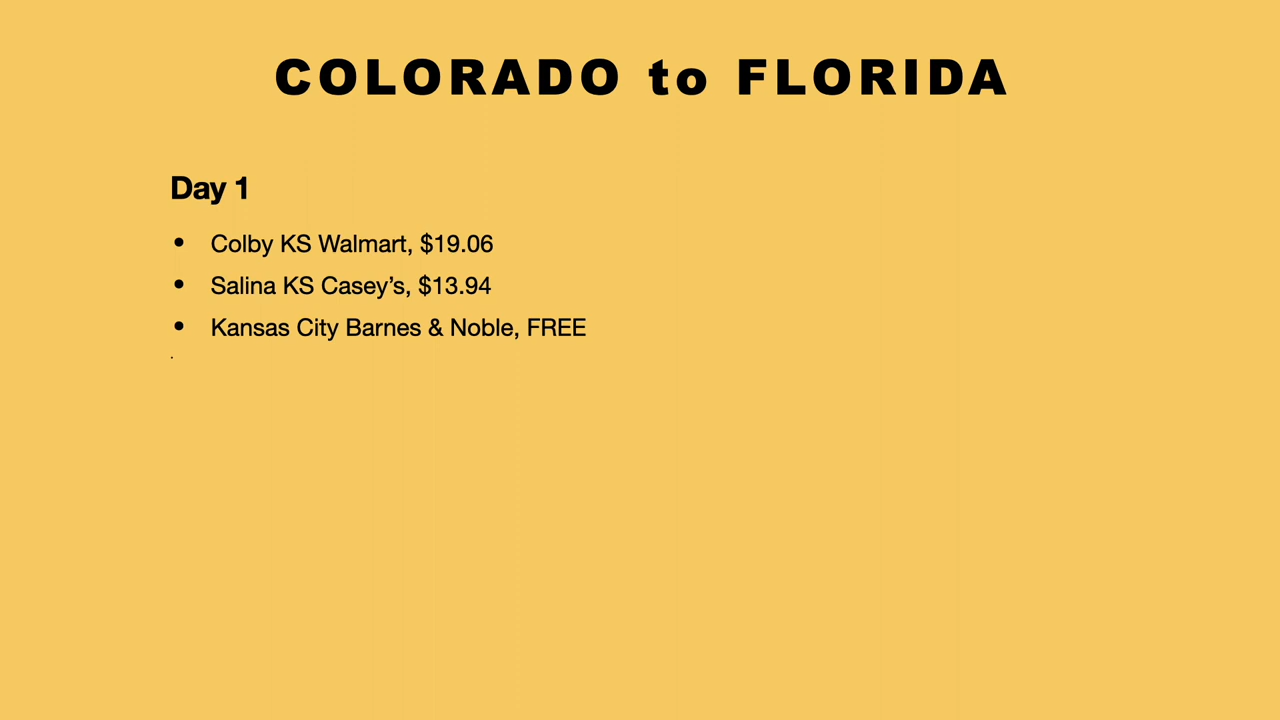 COLORADO to FLORIDA
Day 1
• Colby KS Walmart, $19.06
• Salina KS Casey’s, $13.94
• Kansas City Barnes & Noble, FREE
.